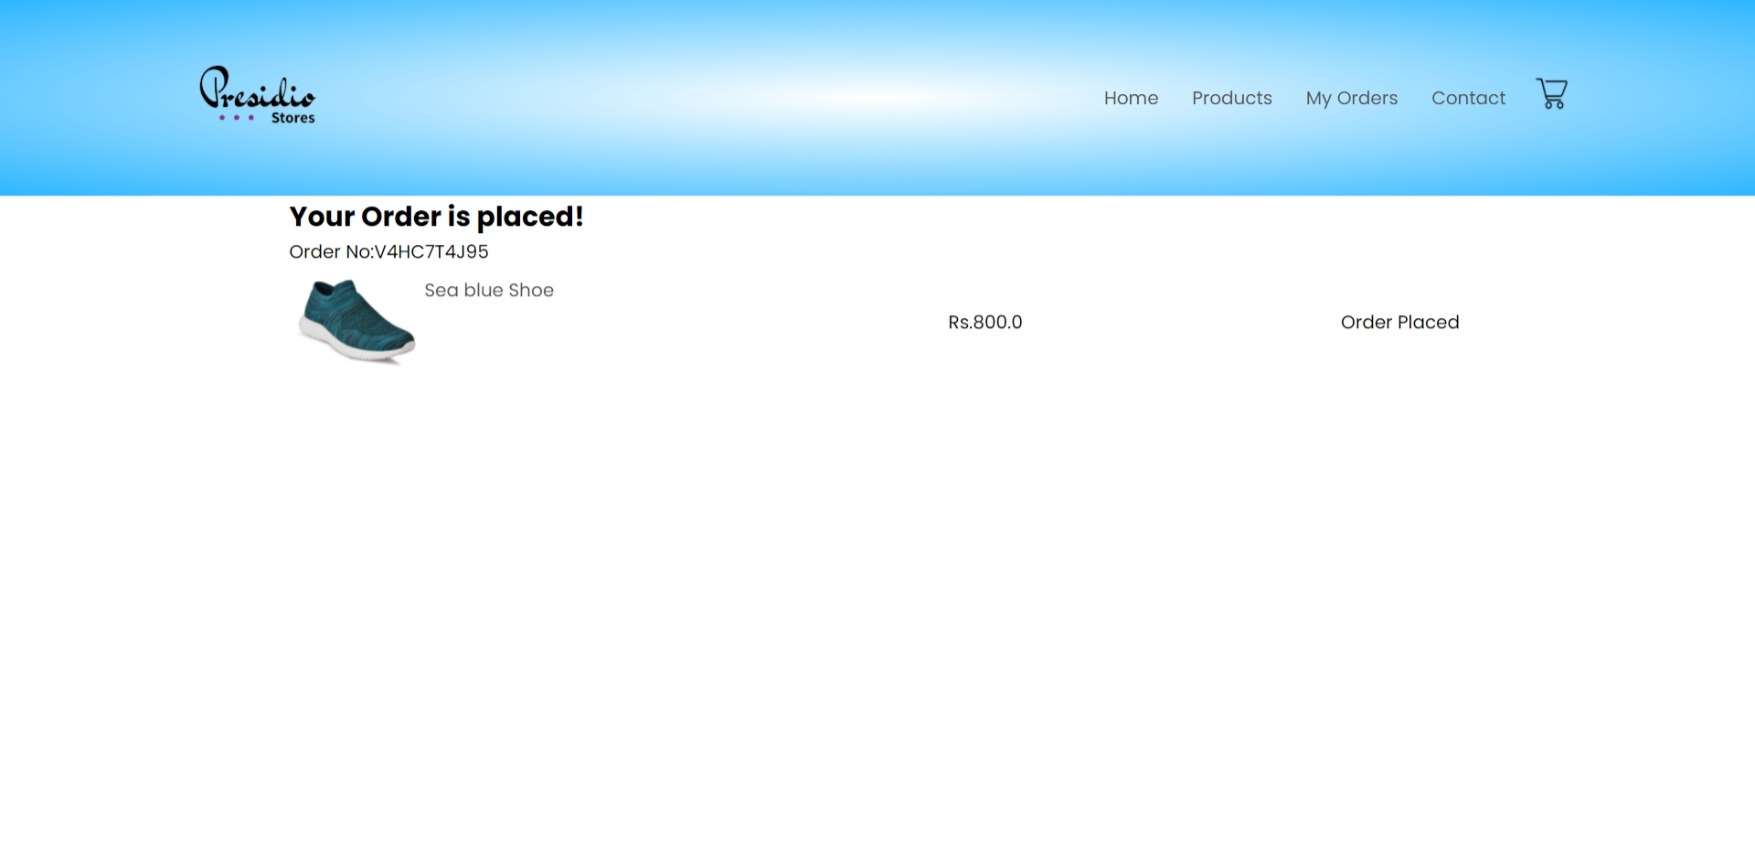 Presidio
Stores
Home Products My Orders Contact
Your Order is placed!
Order No:V4HC7T4J95
Sea blue Shoe
Rs.800.0 Order Placed